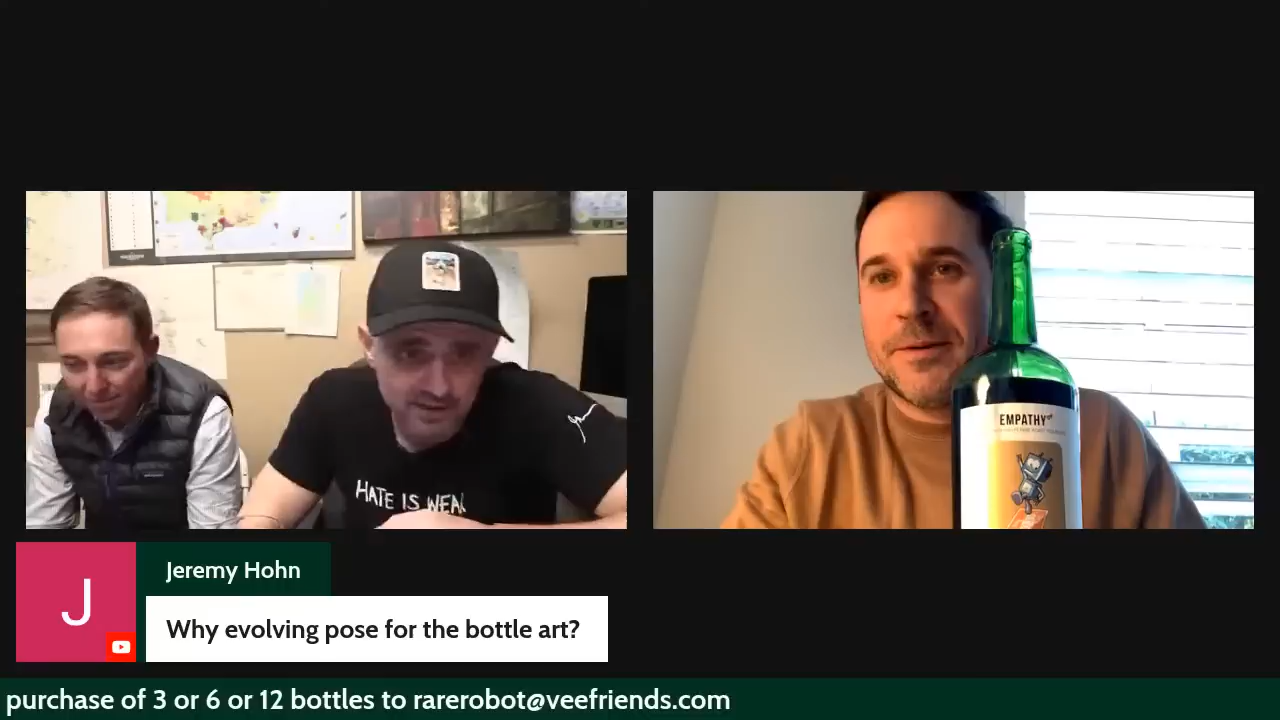 HATE IS WEAK
EMPATHY
J
Jeremy Hohn
Why evolving pose for the bottle art?
purchase of 3 or 6 or 12 bottles to rarerobot@veefriends.com